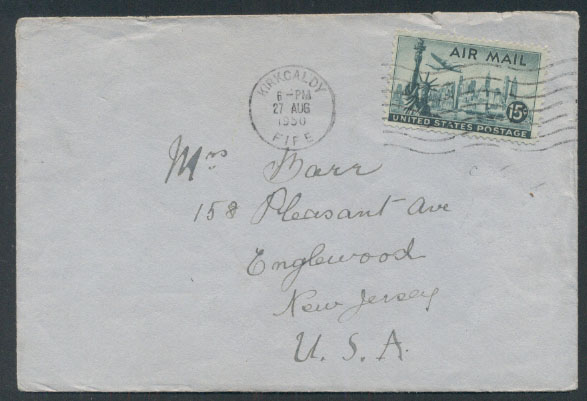 AIR MAIL
15¢
UNITED STATES POSTAGE
KIRKCALDY
6-PM
27 AUG
1950
FIFE
Mrs Barr
158 Pleasant Ave
Englewood
New Jersey
U. S. A.